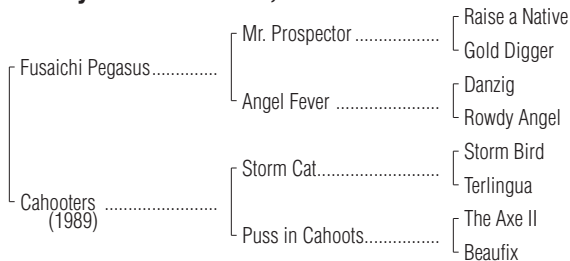 Raise a Native
Mr. Prospector ..................
Gold Digger
Fusaichi Pegasus..............
Danzig
Angel Fever ......................
Rowdy Angel
Storm Bird
Storm Cat..........................
Terlingua
Cahooters ........................
(1989)
The Axe II
Puss in Cahoots................
Beaufix